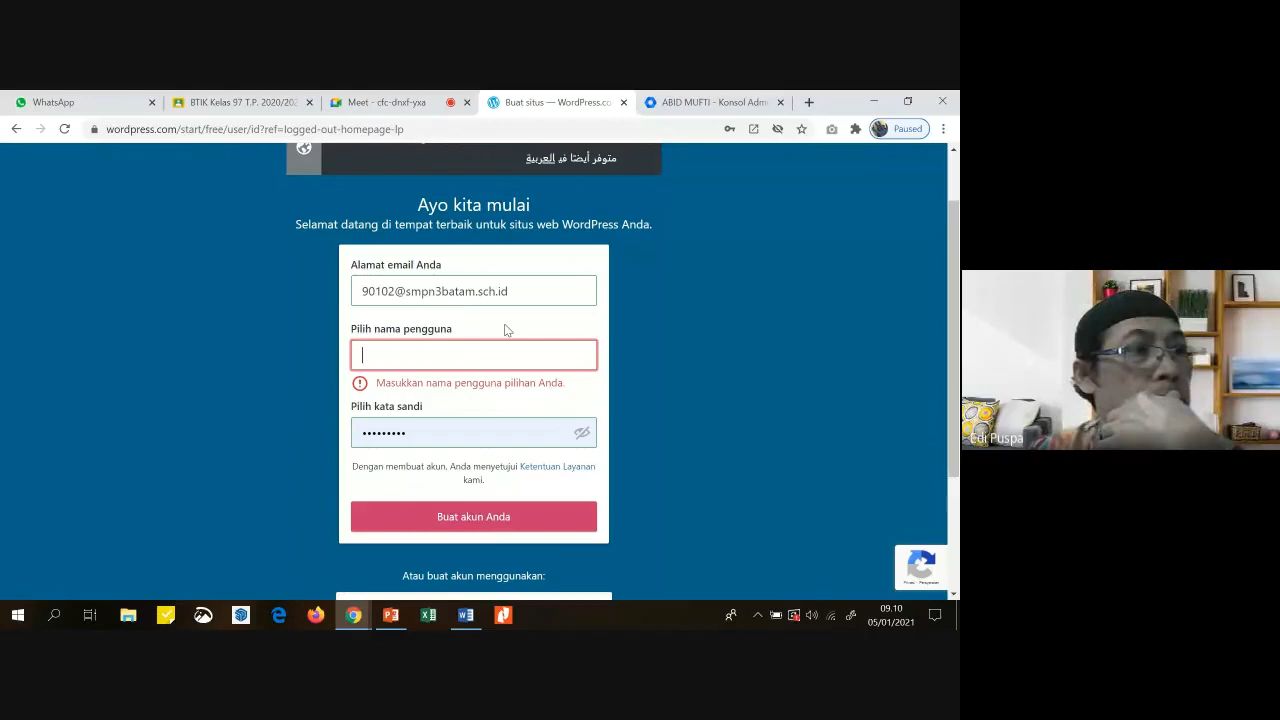 WhatsApp
BTIK Kelas 97 T.P. 2020/202
Meet - cfc-dnxf-yxa
Buat situs — WordPress.co
ABID MUFTI - Konsol Admi
wordpress.com/start/free/user/id?ref=logged-out-homepage-lp
Paused
متوفر أيضًا في العربية
Ayo kita mulai
Selamat datang di tempat terbaik untuk situs web WordPress Anda.
Alamat email Anda
90102@smpn3batam.sch.id
Pilih nama pengguna
Masukkan nama pengguna pilihan Anda.
Pilih kata sandi
•••••••••
Dengan membuat akun, Anda menyetujui Ketentuan Layanan
kami.
Buat akun Anda
Atau buat akun menggunakan:
Edi Puspa
09.10
05/01/2021